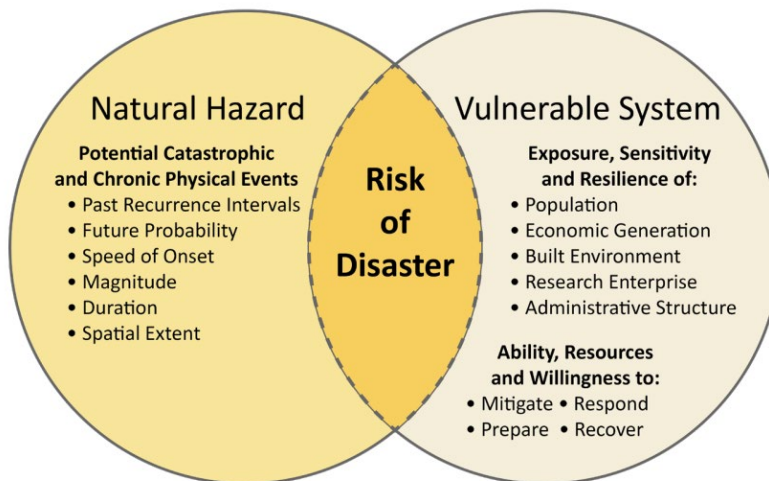 Natural Hazard
Potential Catastrophic
and Chronic Physical Events
• Past Recurrence Intervals
• Future Probability
• Speed of Onset
• Magnitude
• Duration
• Spatial Extent
Risk
of
Disaster
Vulnerable System
Exposure, Sensitivity
and Resilience of:
• Population
• Economic Generation
• Built Environment
• Research Enterprise
• Administrative Structure
Ability, Resources
and Willingness to:
• Mitigate • Respond
• Prepare • Recover